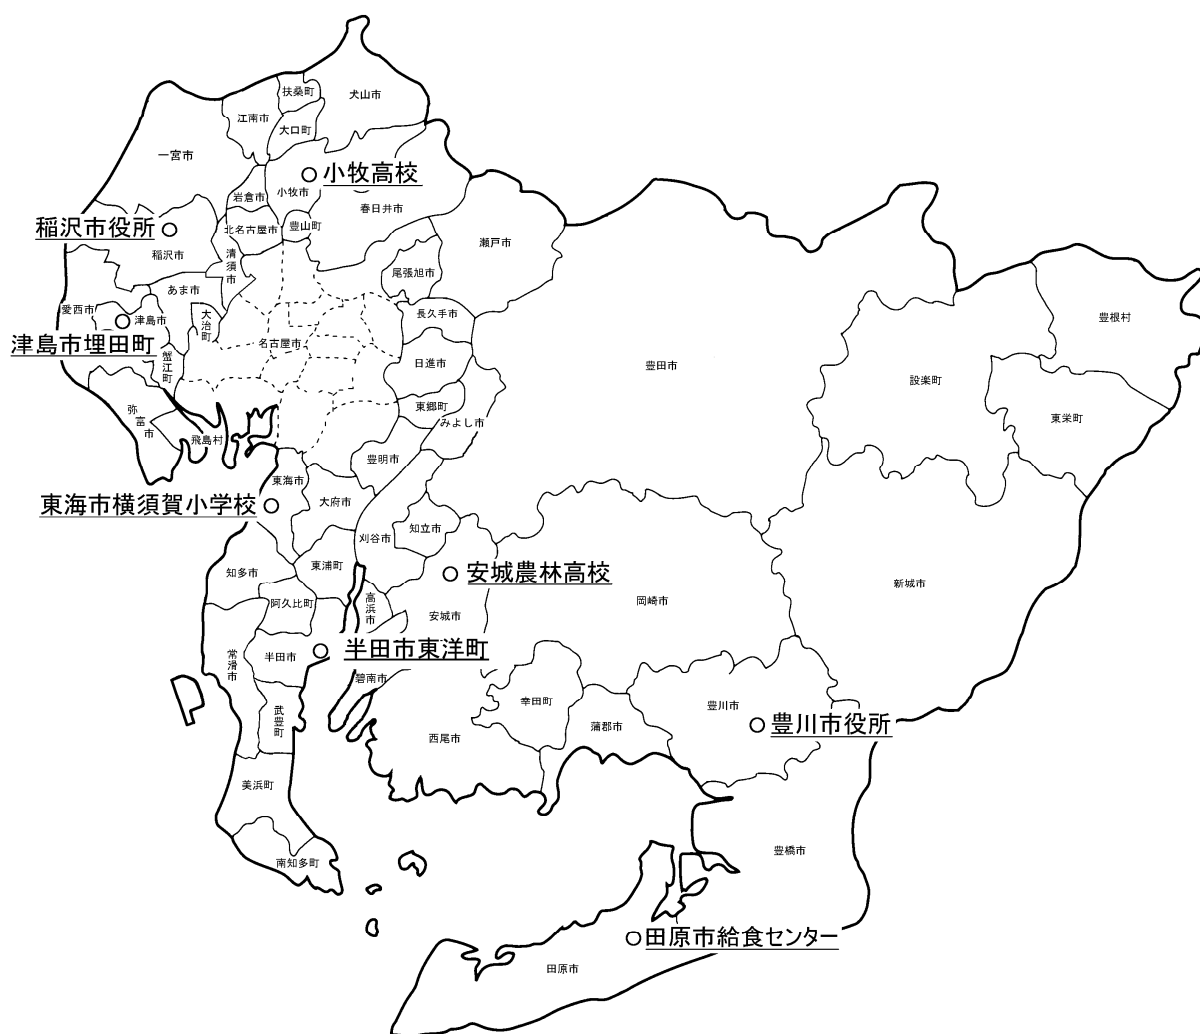 扶桑町
犬山市
江南市
大口町
一宮市
小牧高校
小牧市
岩倉市
春日井市
稲沢市役所
北名古屋市
豊山町
瀬戸市
稲沢市
清須市
尾張旭市
あま市
愛西市
津島市
大治町
長久手市
豊根村
津島市埋田町
名古屋市
蟹江町
日進市
豊田市
設楽町
弥富市
東郷町
みよし市
東栄町
飛島村
豊明市
東海市
東海市横須賀小学校
大府市
知立市
刈谷市
知多市
東浦町
安城農林高校
新城市
阿久比町
高浜市
安城市
岡崎市
半田市東洋町
半田市
常滑市
碧南市
幸田町
豊川市
武豊町
西尾市
蒲郡市
豊川市役所
美浜町
豊橋市
南知多町
田原市給食センター
田原市